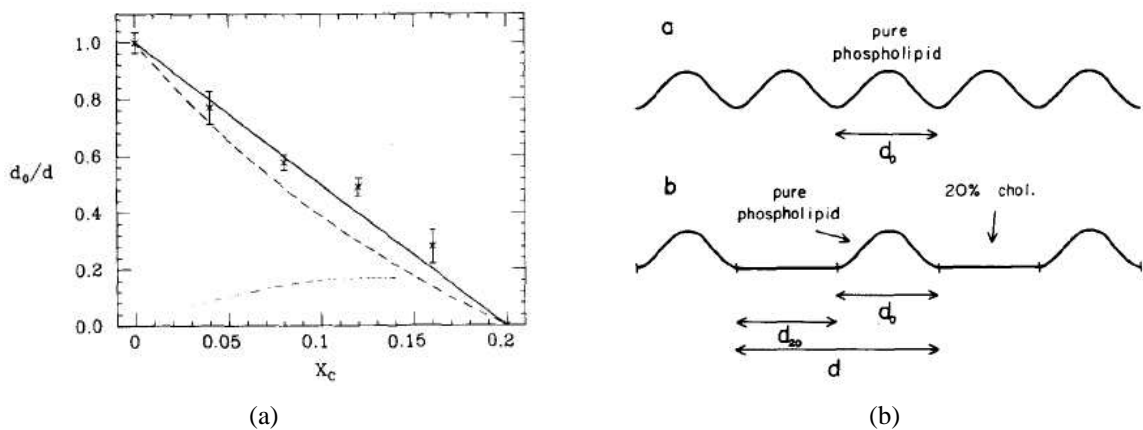 1.0
0.8
0.6
0.4
0.2
0.0
d₀/d
0 0.05 0.1 0.15 0.2
X_C
(a)
a
pure
phospholipid
d₀
b
pure
phospholipid
20% chol.
d₀
d₂₀
d
(b)